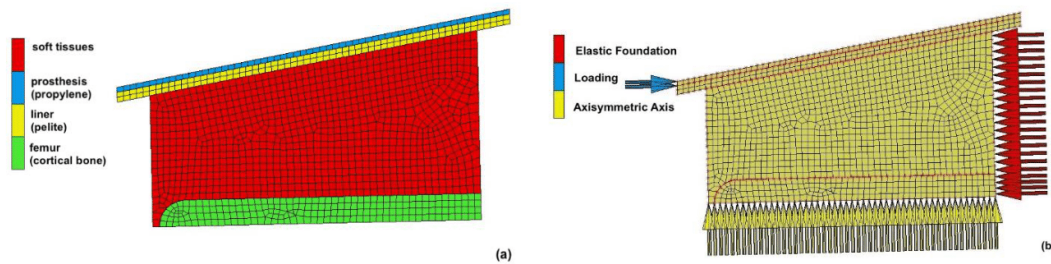 soft tissues
prosthesis
(propylene)
liner
(pelite)
femur
(cortical bone)
(a)
Elastic Foundation
Loading
Axisymmetric Axis
(b